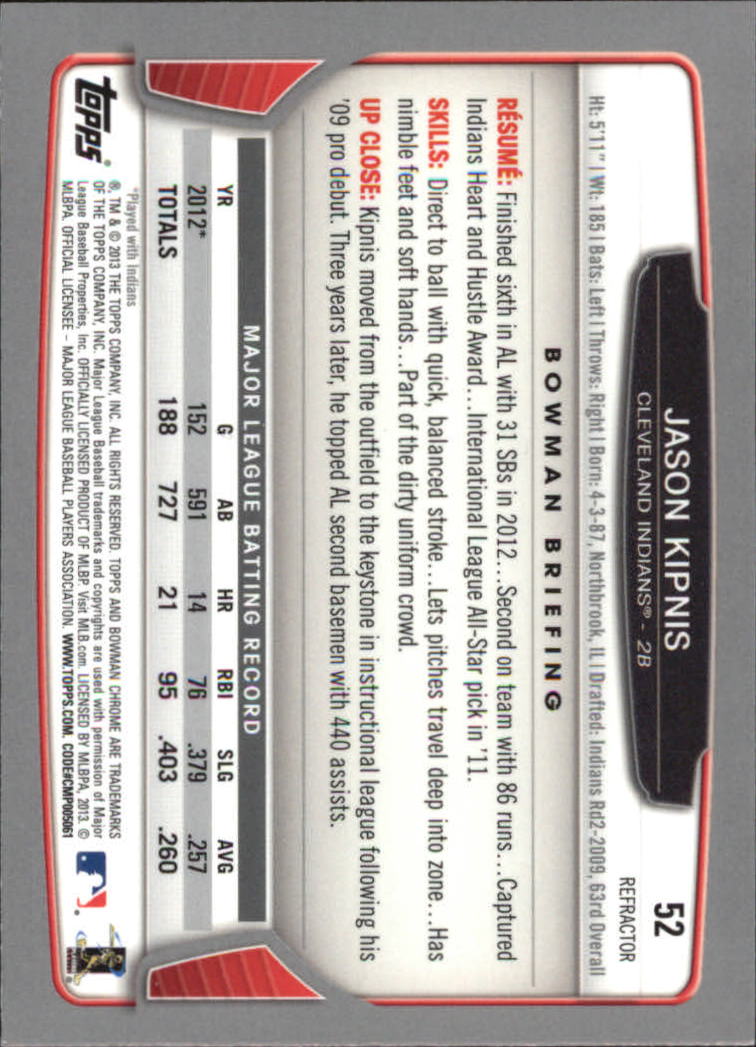 52
REFRACTOR
JASON KIPNIS
CLEVELAND INDIANS® - 2B
Ht: 5'11" | Wt: 185 | Bats: Left | Throws: Right | Born: 4-3-87, Northbrook, IL | Drafted: Indians Rd2-2009, 63rd Overall
BOWMAN BRIEFING
RÉSUMÉ: Finished sixth in AL with 31 SBs in 2012...Second on team with 86 runs...Captured
Indians Heart and Hustle Award...International League All-Star pick in '11.
SKILLS: Direct to ball with quick, balanced stroke...Lets pitches travel deep into zone...Has
nimble feet and soft hands...Part of the dirty uniform crowd.
UP CLOSE: Kipnis moved from the outfield to the keystone in instructional league following his
'09 pro debut. Three years later, he topped AL second basemen with 440 assists.
MAJOR LEAGUE BATTING RECORD
YR G AB HR RBI SLG AVG
2012* 152 591 14 76 .379 .257
TOTALS 188 727 21 95 .403 .260
*Played with Indians
®, TM & © 2013 THE TOPPS COMPANY, INC. ALL RIGHTS RESERVED. TOPPS AND BOWMAN CHROME ARE TRADEMARKS
OF THE TOPPS COMPANY, INC. Major League Baseball trademarks and copyrights are used with permission of Major
League Baseball Properties, Inc. OFFICIALLY LICENSED PRODUCT OF MLBP. Visit MLB.com. LICENSED BY MLBPA, 2013. ©
MLBPA. OFFICIAL LICENSEE – MAJOR LEAGUE BASEBALL PLAYERS ASSOCIATION. WWW.TOPPS.COM. CODE#CMP005061
topps®